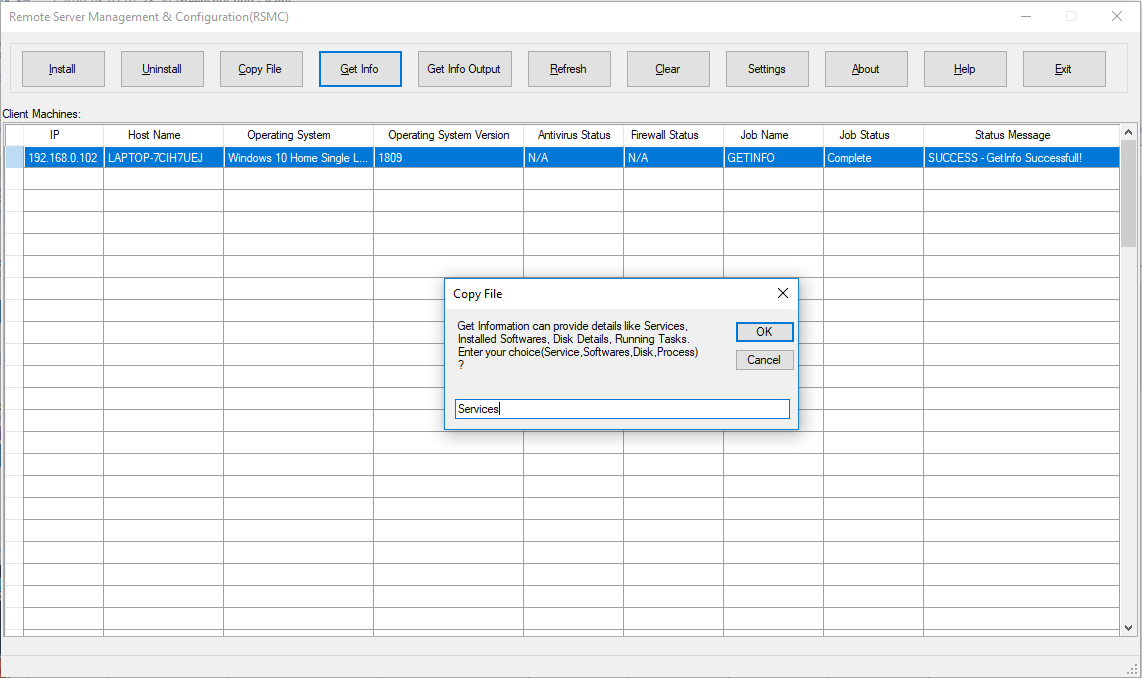 Remote Server Management & Configuration(RSMC)
Install Uninstall Copy File Get Info Get Info Output Refresh Clear Settings About Help Exit
Client Machines:
IP Host Name Operating System Operating System Version Antivirus Status Firewall Status Job Name Job Status Status Message
192.168.0.102 LAPTOP-7CIH7UEJ Windows 10 Home Single L... 1809 N/A N/A GETINFO Complete SUCCESS - GetInfo Successfull!
Copy File
Get Information can provide details like Services,
Installed Softwares, Disk Details, Running Tasks.
Enter your choice(Service,Softwares,Disk,Process)
?
OK
Cancel
Services